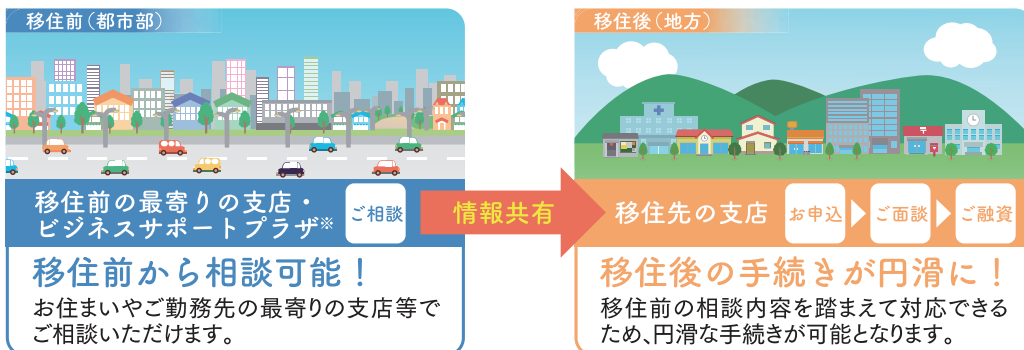 移住前（都市部）
移住前の最寄りの支店・
ビジネスサポートプラザ※
ご相談
移住前から相談可能！
お住まいやご勤務先の最寄りの支店等で
ご相談いただけます。
情報共有
移住後（地方）
移住先の支店
お申込
ご面談
ご融資
移住後の手続きが円滑に！
移住前の相談内容を踏まえて対応できる
ため、円滑な手続きが可能となります。